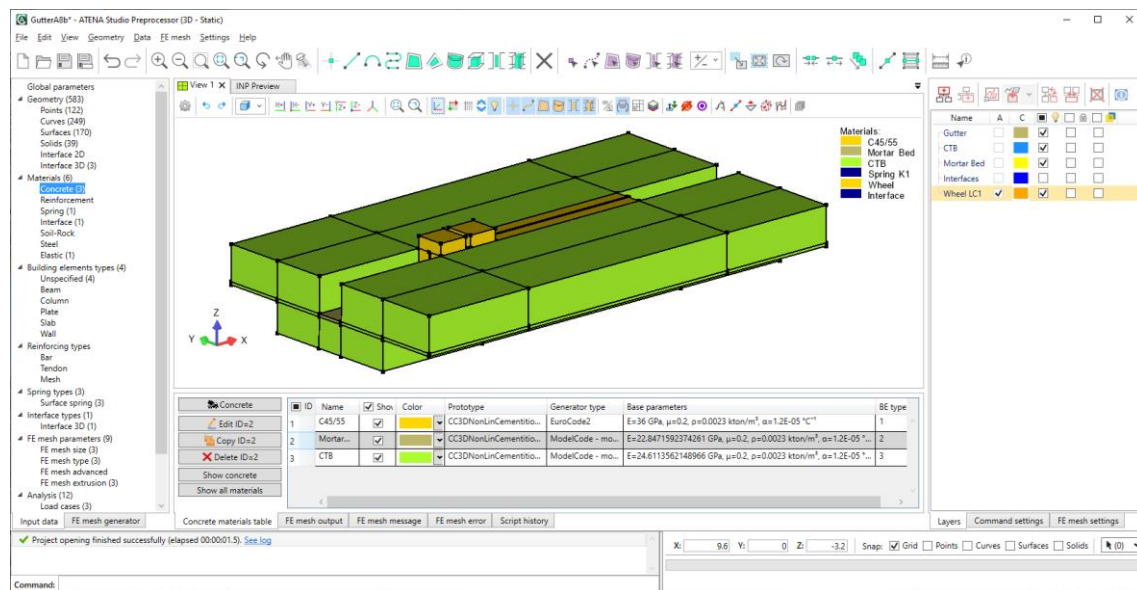 GutterA8b* - ATENA Studio Preprocessor (3D - Static)
File Edit View Geometry Data FE mesh Settings Help
Global parameters
Geometry (583)
Points (122)
Curves (249)
Surfaces (170)
Solids (39)
Interface 2D
Interface 3D (3)
Materials (6)
Concrete (3)
Reinforcement
Spring (1)
Interface (1)
Soil-Rock
Steel
Elastic (1)
Building elements types (4)
Unspecified (4)
Beam
Column
Plate
Slab
Wall
Reinforcing types
Bar
Tendon
Mesh
Spring types (3)
Surface spring (3)
Interface types (1)
Interface 3D (1)
FE mesh parameters (9)
FE mesh size (3)
FE mesh type (3)
FE mesh advanced
FE mesh extrusion (3)
Analysis (12)
Load cases (3)
Input data FE mesh generator
View 1 INP Preview
Materials:
C45/55
Mortar Bed
CTB
Spring K1
Wheel
Interface
Z
Y X
Concrete
Edit ID=2
Copy ID=2
Delete ID=2
Show concrete
Show all materials
ID Name Shov Color Prototype Generator type Base parameters BE type
1 C45/55 CC3DNonLinCementitio... EuroCode2 E=36 GPa, μ=0.2, ρ=0.0023 kton/m³, α=1.2E-05 °C⁻¹ 1
2 Mortar... CC3DNonLinCementitio... ModelCode - mo... E=22.8471592374261 GPa, μ=0.2, ρ=0.0023 kton/m³, α=1.2E-05 °... 2
3 CTB CC3DNonLinCementitio... ModelCode - mo... E=24.6113562148966 GPa, μ=0.2, ρ=0.0023 kton/m³, α=1.2E-05 °... 3
Concrete materials table FE mesh output FE mesh message FE mesh error Script history
Name A C
Gutter
CTB
Mortar Bed
Interfaces
Wheel LC1
Layers Command settings FE mesh settings
Project opening finished successfully (elapsed 00:00:01.5). See log
X: 9.6 Y: 0 Z: -3.2 Snap: Grid Points Curves Surfaces Solids (0)
Command: